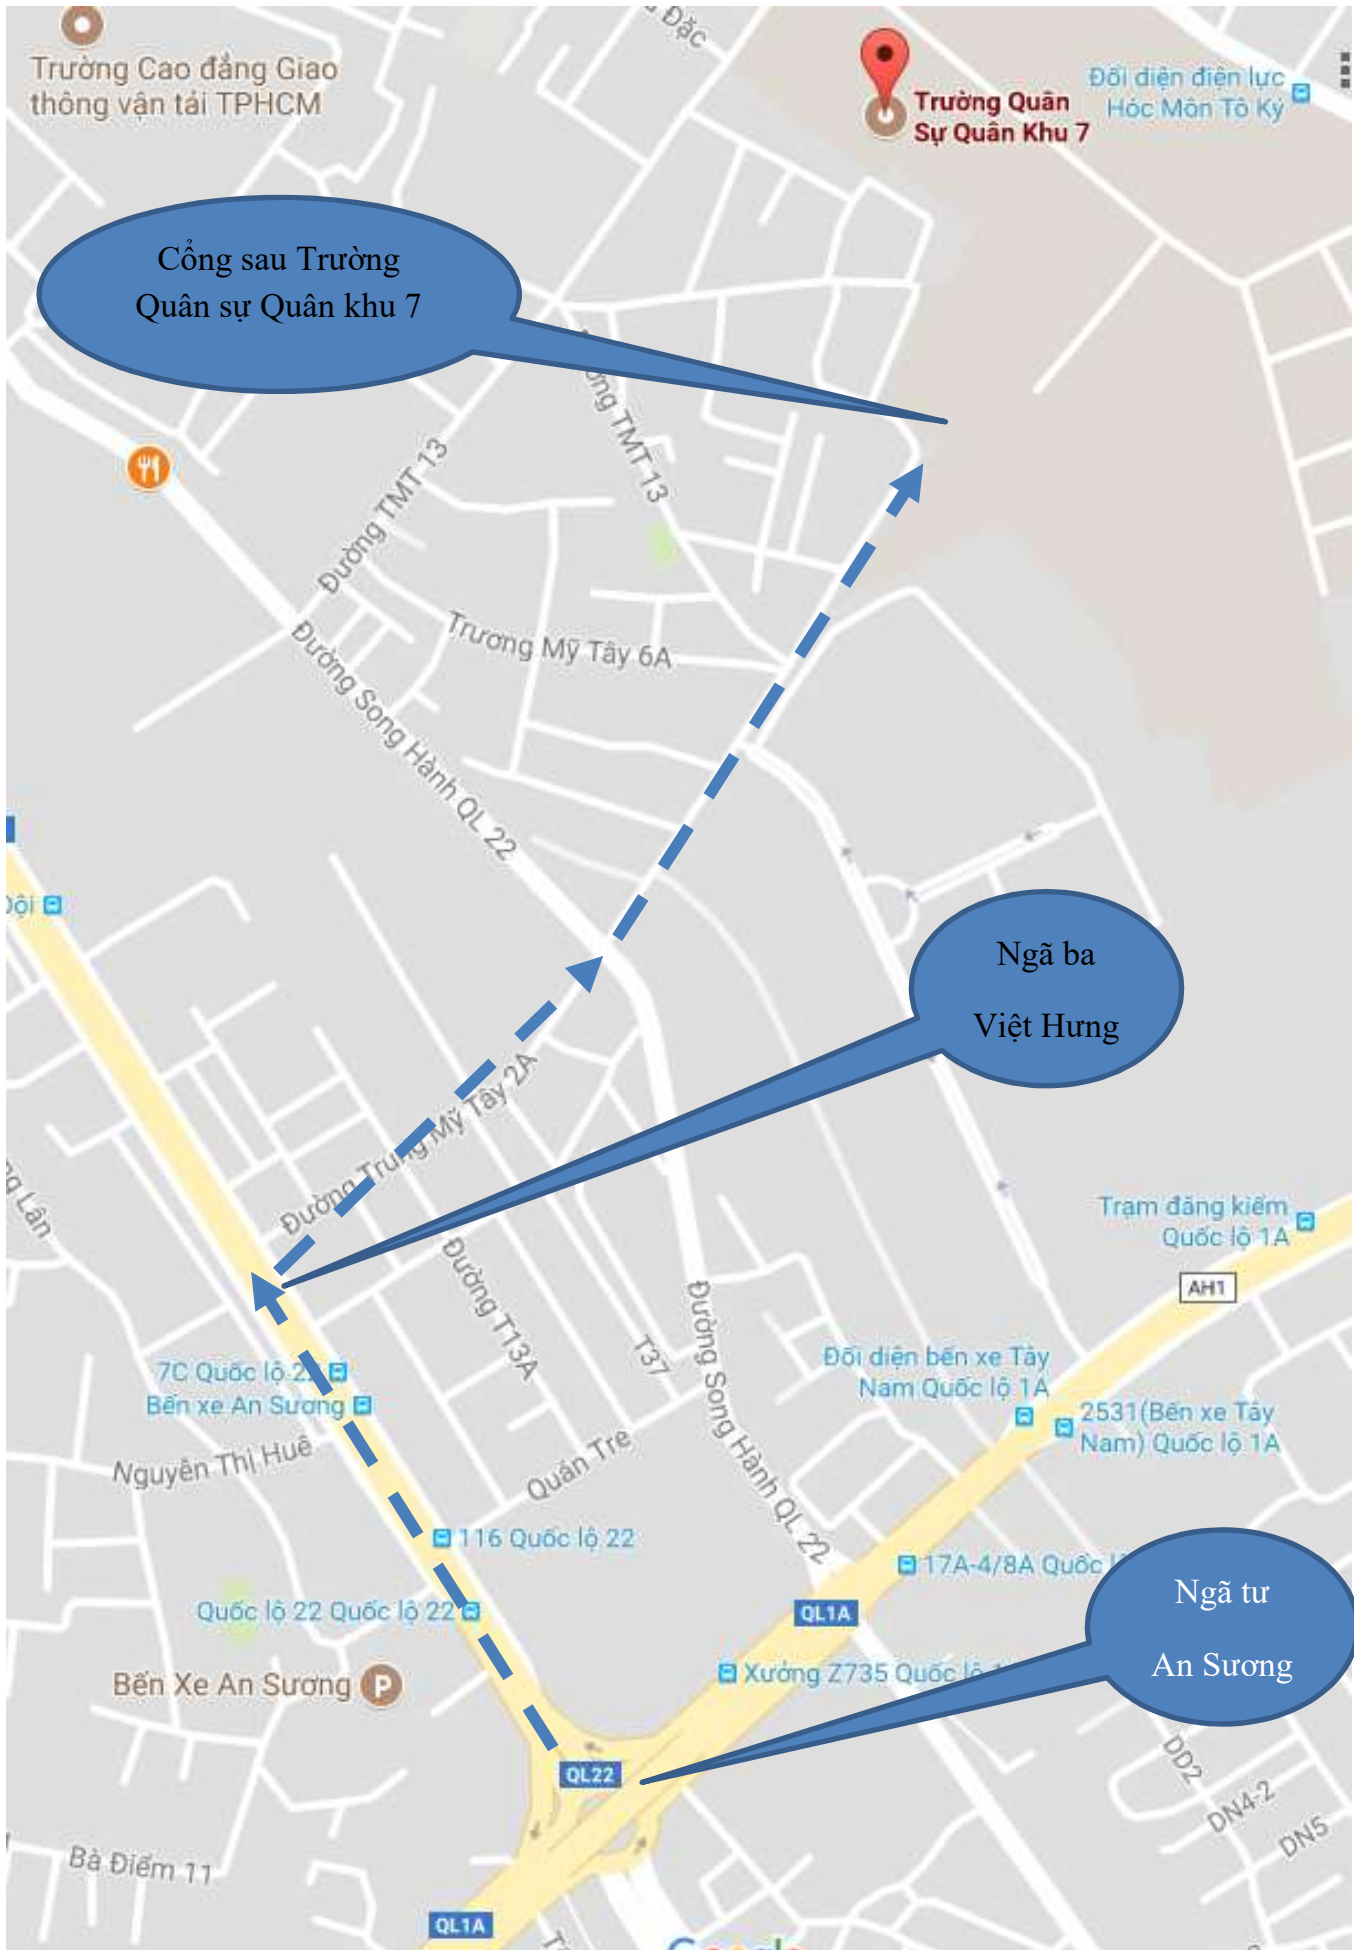 Đặc
Trường Cao đẳng Giao
thông vận tải TPHCM
Trường Quân
Sự Quân Khu 7
Đối diện điện lực
Hóc Môn Tô Ký
Cổng sau Trường
Quân sự Quân khu 7
TMT 13
Đường TMT 13
Trương Mỹ Tây 6A
Đường Song Hành QL 22
Đội
Ngã ba
Việt Hưng
Đường Trung Mỹ Tây 2A
Lân
Trạm đăng kiểm
Quốc lộ 1A
AH1
Đường T13A
T37
Đường Song Hành QL 22
7C Quốc lộ 22
Bến xe An Sương
Đối diện bến xe Tây
Nam Quốc lộ 1A
2531(Bến xe Tây
Nam) Quốc lộ 1A
Nguyễn Thị Huê
Quán Tre
116 Quốc lộ 22
17A-4/8A Quốc
Ngã tư
An Sương
Quốc lộ 22 Quốc lộ 22
QL1A
Bến Xe An Sương P
Xưởng Z735 Quốc lộ
QL22
DD2
DN4-2
DN5
Bà Điểm 11
QL1A
Google